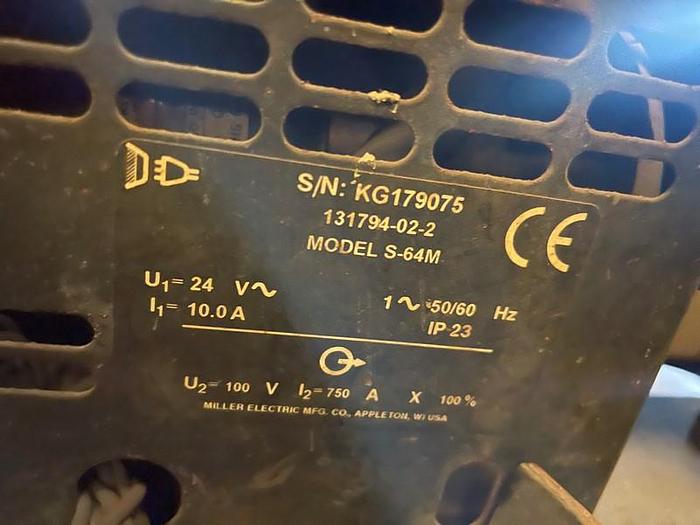 S/N: KG179075
131794-02-2
MODEL S-64M
CE
U1= 24 V~
I1= 10.0 A
1~ 50/60 Hz
IP 23
U2= 100 V I2= 750 A X 100%
MILLER ELECTRIC MFG. CO., APPLETON, WI USA